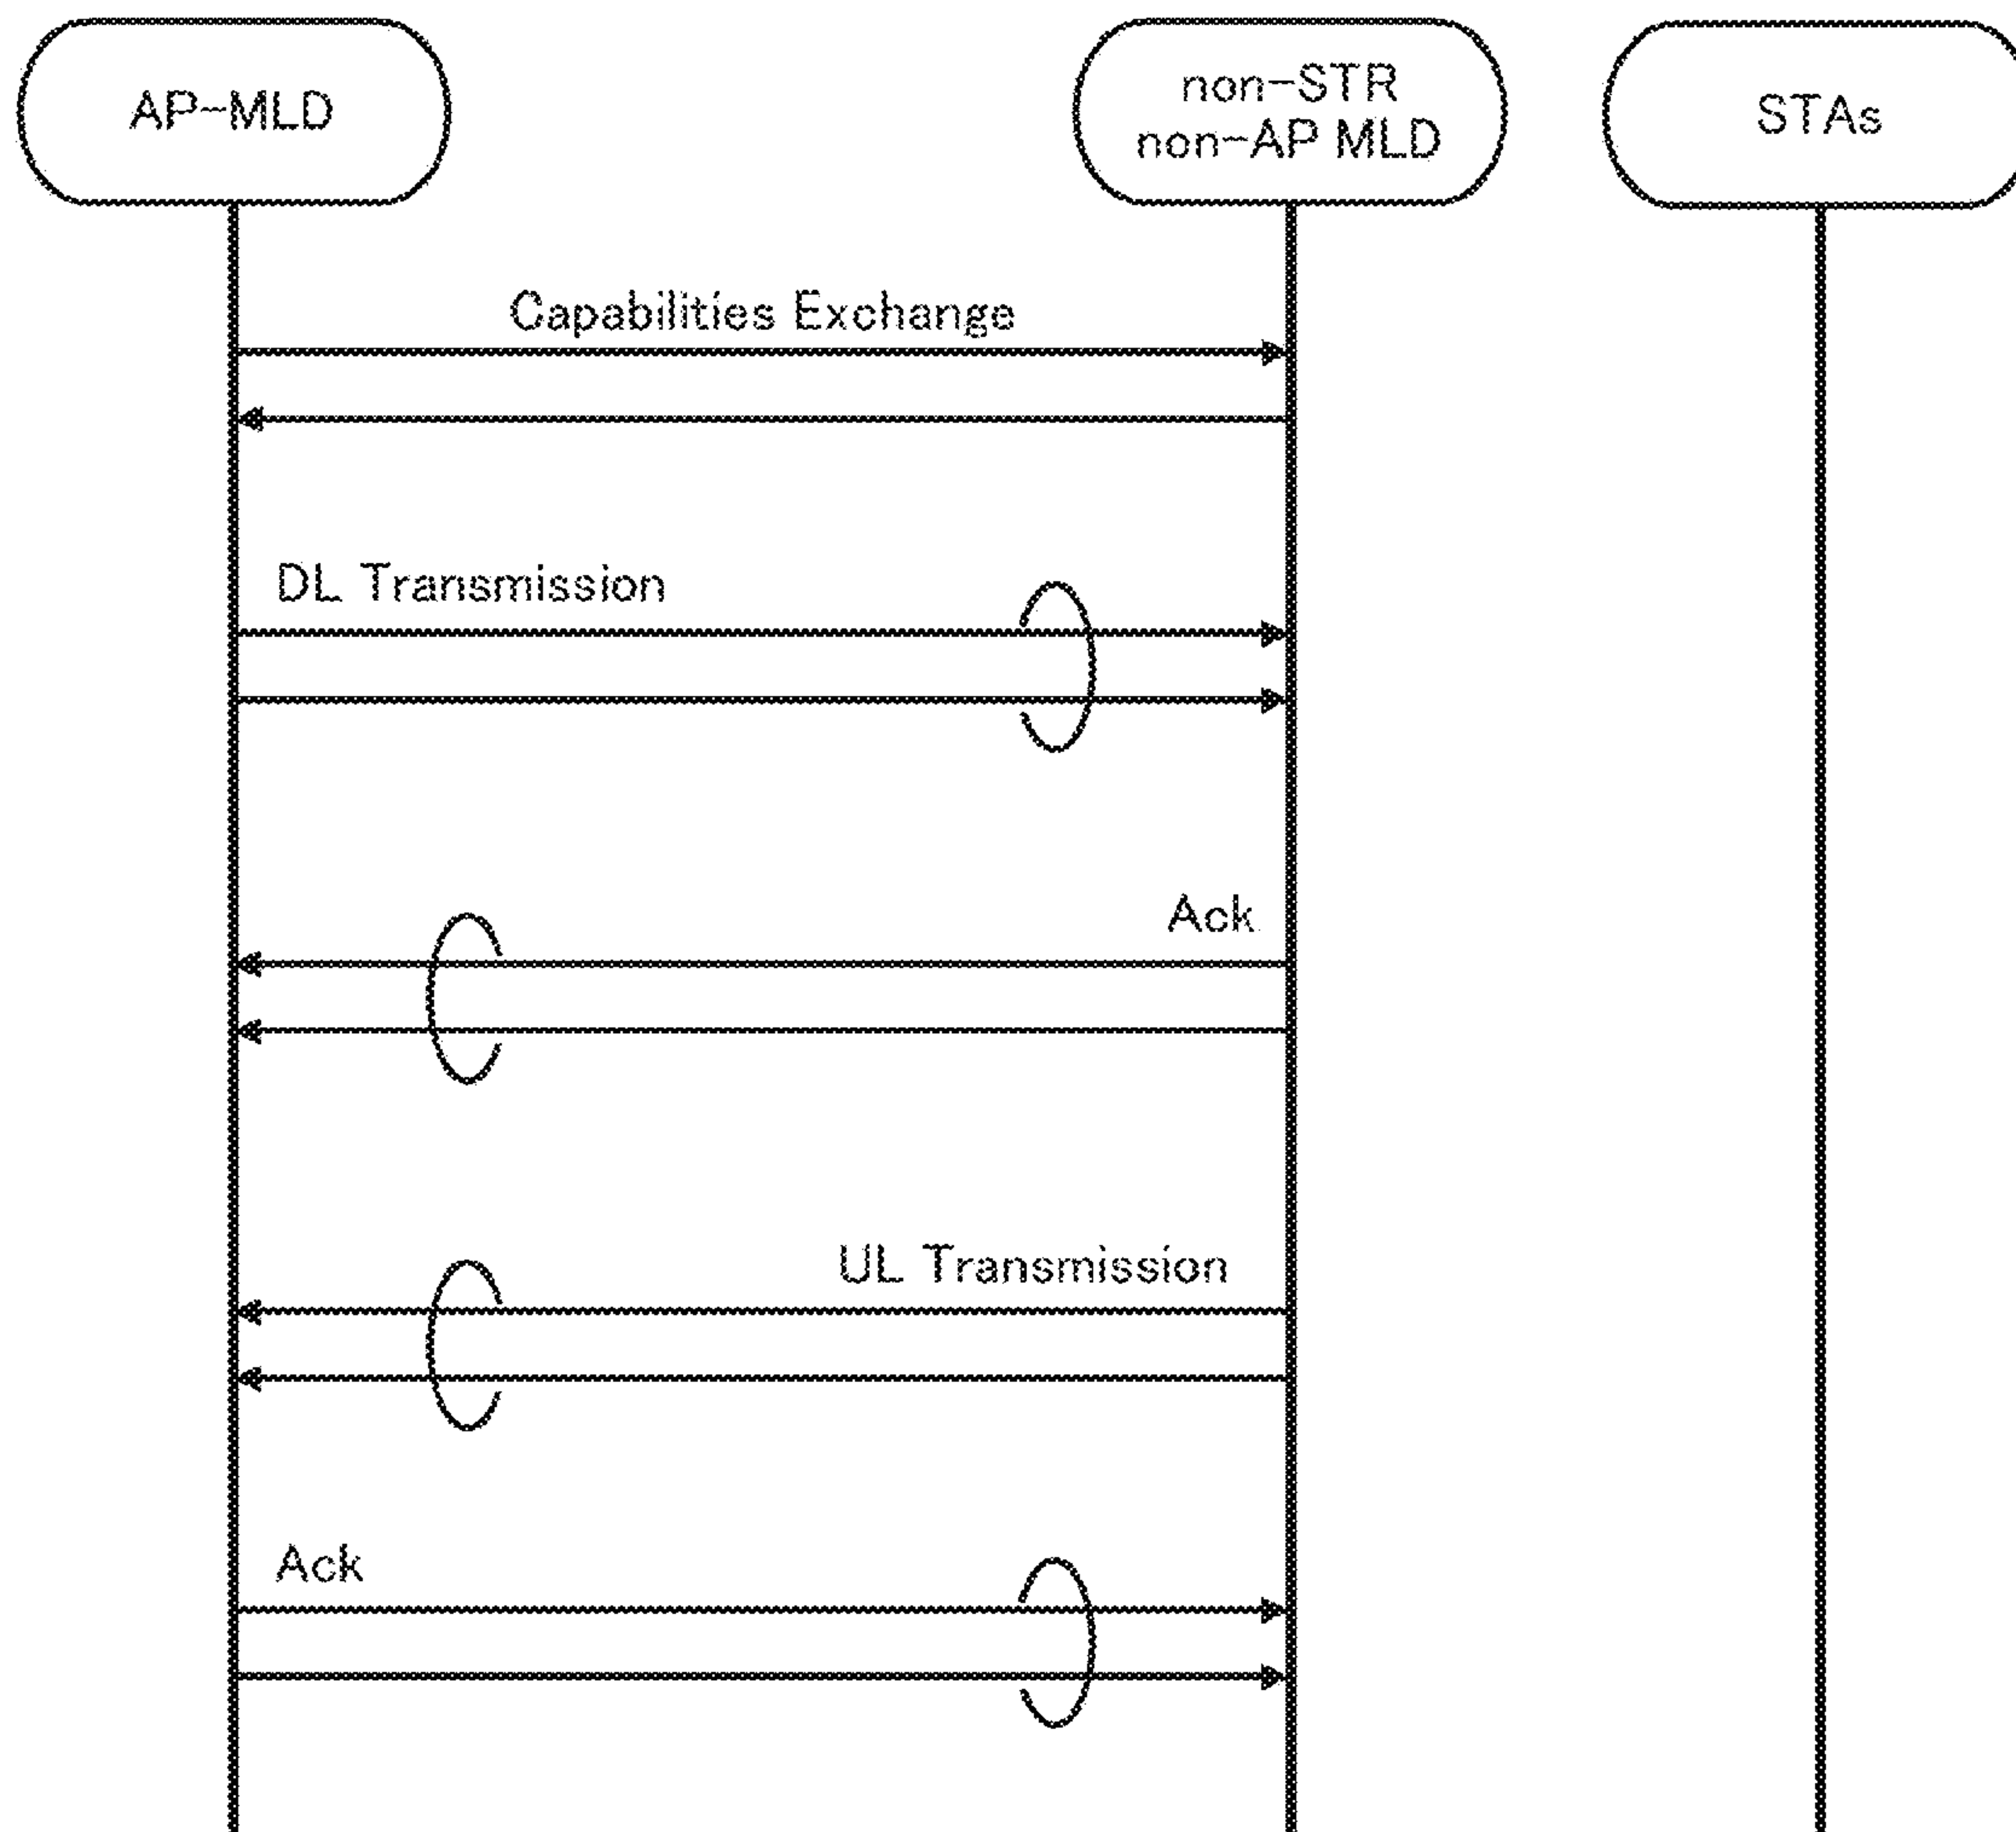 AP-MLD
non-STR
non-AP MLD
STAs
Capabilities Exchange
DL Transmission
Ack
UL Transmission
Ack